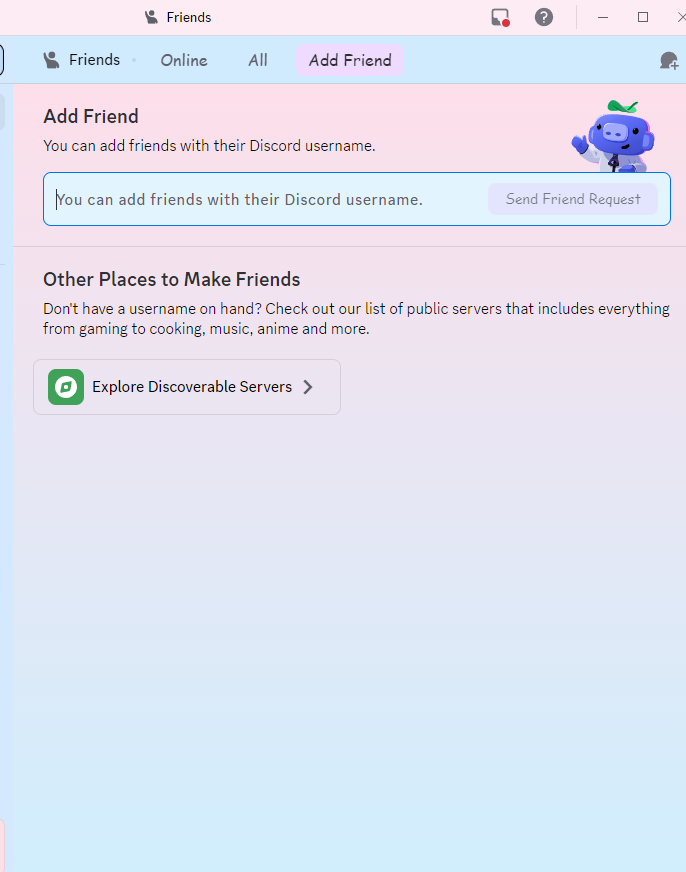 Friends
Friends Online All Add Friend
Add Friend
You can add friends with their Discord username.
You can add friends with their Discord username. Send Friend Request
Other Places to Make Friends
Don't have a username on hand? Check out our list of public servers that includes everything
from gaming to cooking, music, anime and more.
Explore Discoverable Servers